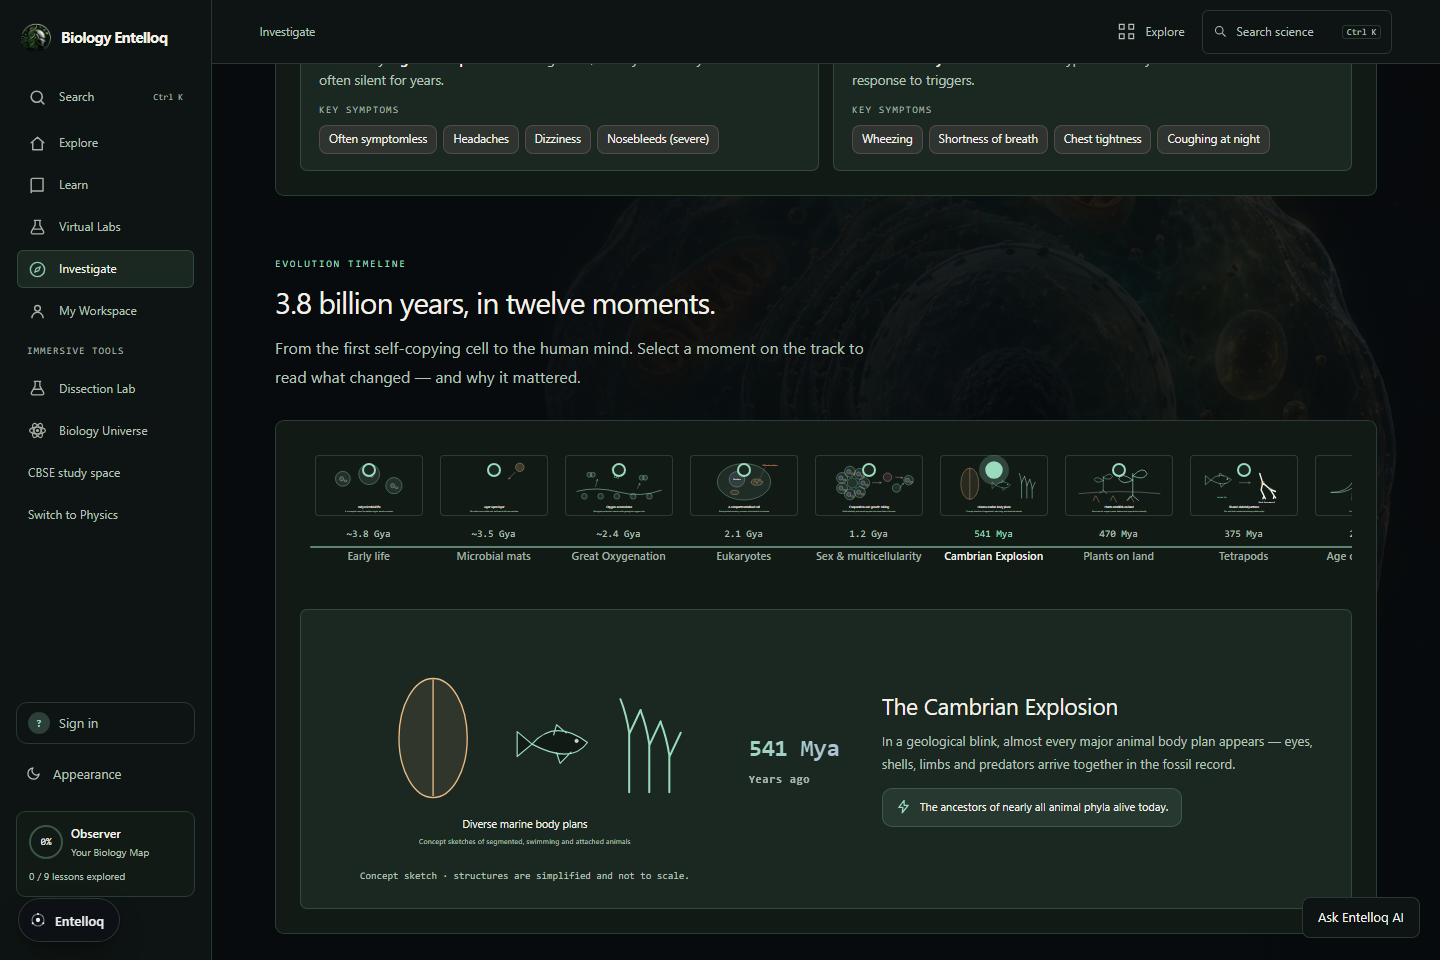 Biology Entelloq
Search Ctrl K
Explore
Learn
Virtual Labs
Investigate
My Workspace
IMMERSIVE TOOLS
Dissection Lab
Biology Universe
CBSE study space
Switch to Physics
? Sign in
Appearance
0% Observer
Your Biology Map
0 / 9 lessons explored
Entelloq
Investigate
Explore
Search science Ctrl K
often silent for years.
KEY SYMPTOMS
Often symptomless Headaches Dizziness Nosebleeds (severe)
response to triggers.
KEY SYMPTOMS
Wheezing Shortness of breath Chest tightness Coughing at night
EVOLUTION TIMELINE
3.8 billion years, in twelve moments.
From the first self-copying cell to the human mind. Select a moment on the track to
read what changed — and why it mattered.
~3.8 Gya
Early life
~3.5 Gya
Microbial mats
~2.4 Gya
Great Oxygenation
2.1 Gya
Eukaryotes
1.2 Gya
Sex & multicellularity
541 Mya
Cambrian Explosion
470 Mya
Plants on land
375 Mya
Tetrapods
Age
Diverse marine body plans
Concept sketches of segmented, swimming and attached animals
Concept sketch · structures are simplified and not to scale.
541 Mya
Years ago
The Cambrian Explosion
In a geological blink, almost every major animal body plan appears — eyes,
shells, limbs and predators arrive together in the fossil record.
The ancestors of nearly all animal phyla alive today.
Ask Entelloq AI